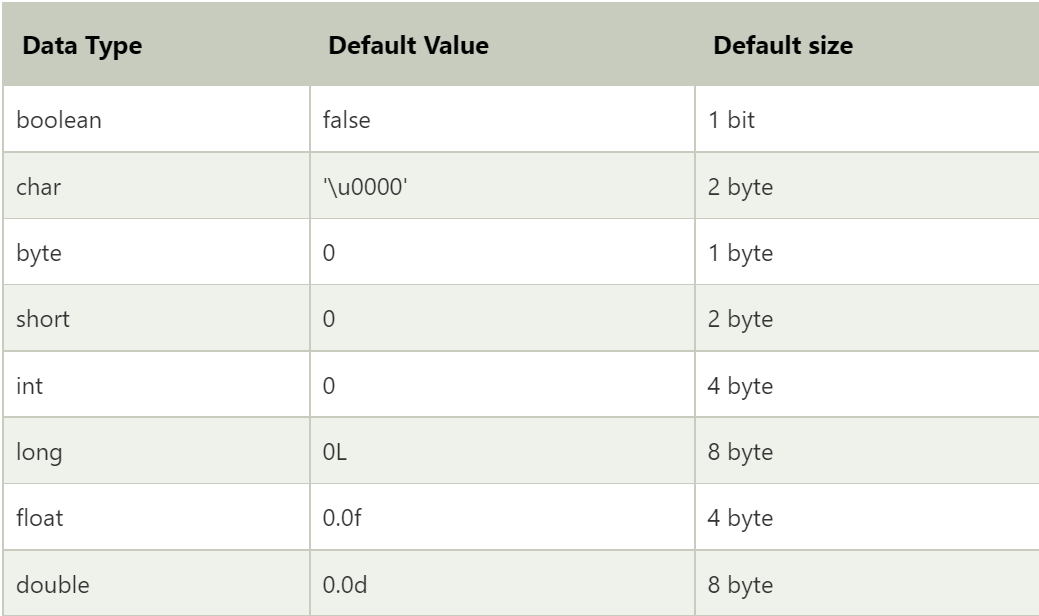 Data Type Default Value Default size
boolean false 1 bit
char '\u0000' 2 byte
byte 0 1 byte
short 0 2 byte
int 0 4 byte
long 0L 8 byte
float 0.0f 4 byte
double 0.0d 8 byte